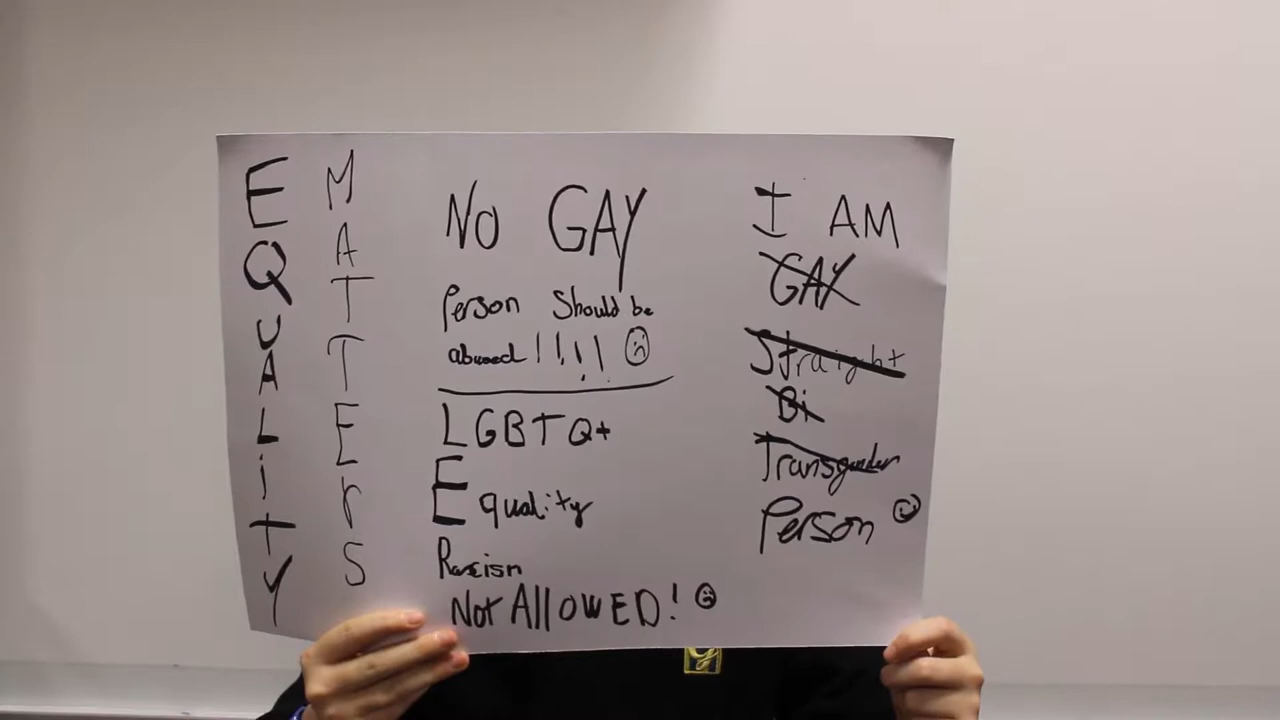 EQUALiTY
MATTErS
NO GAY
Person Should be
abused!!!!
LGBTQ+
Equality
Racism
Not AllOWED!
I AM
GAY
Straight
Bi
Transgender
Person